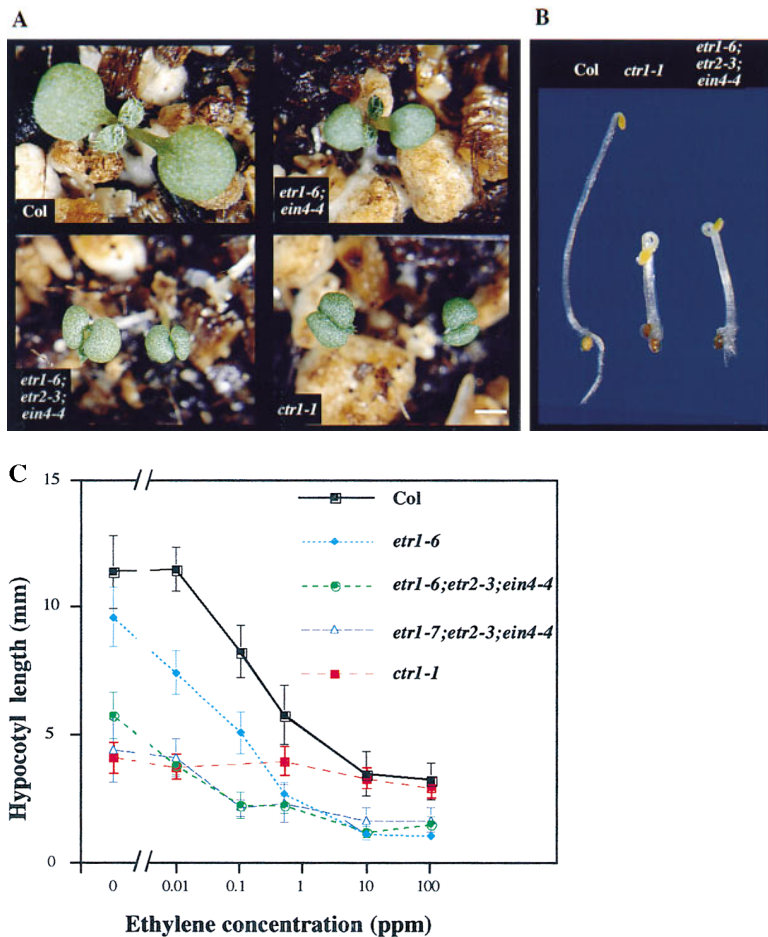 A
B
Col
etr1-6;
ein4-4
etr1-6;
etr2-3;
ein4-4
ctr1-1
Col
ctr1-1
etr1-6;
etr2-3;
ein4-4
C
15
10
5
0
Hypocotyl length (mm)
Col
etr1-6
etr1-6;etr2-3;ein4-4
etr1-7;etr2-3;ein4-4
ctr1-1
0
0.01
0.1
1
10
100
Ethylene concentration (ppm)